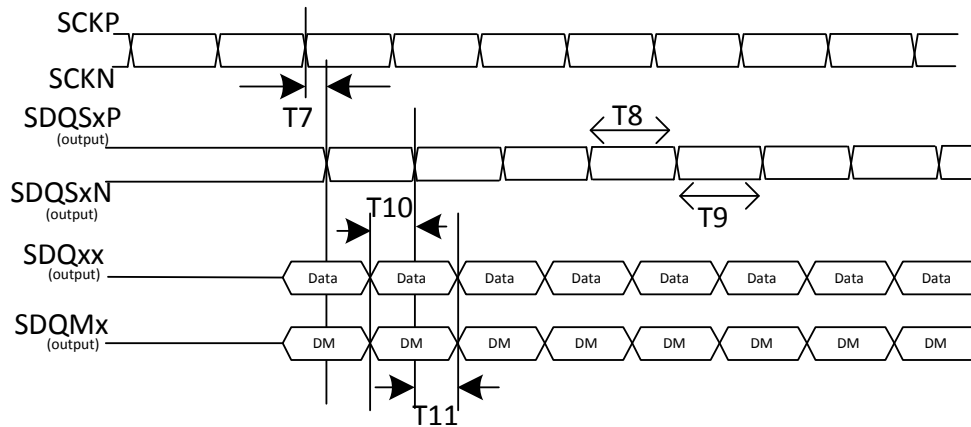 SCKP
SCKN
T7
SDQSxP
(output)
T8
SDQSxN
(output)
T10
T9
SDQxx
(output)
Data Data Data Data Data Data Data Data
SDQMx
(output)
DM DM DM DM DM DM DM DM
T11